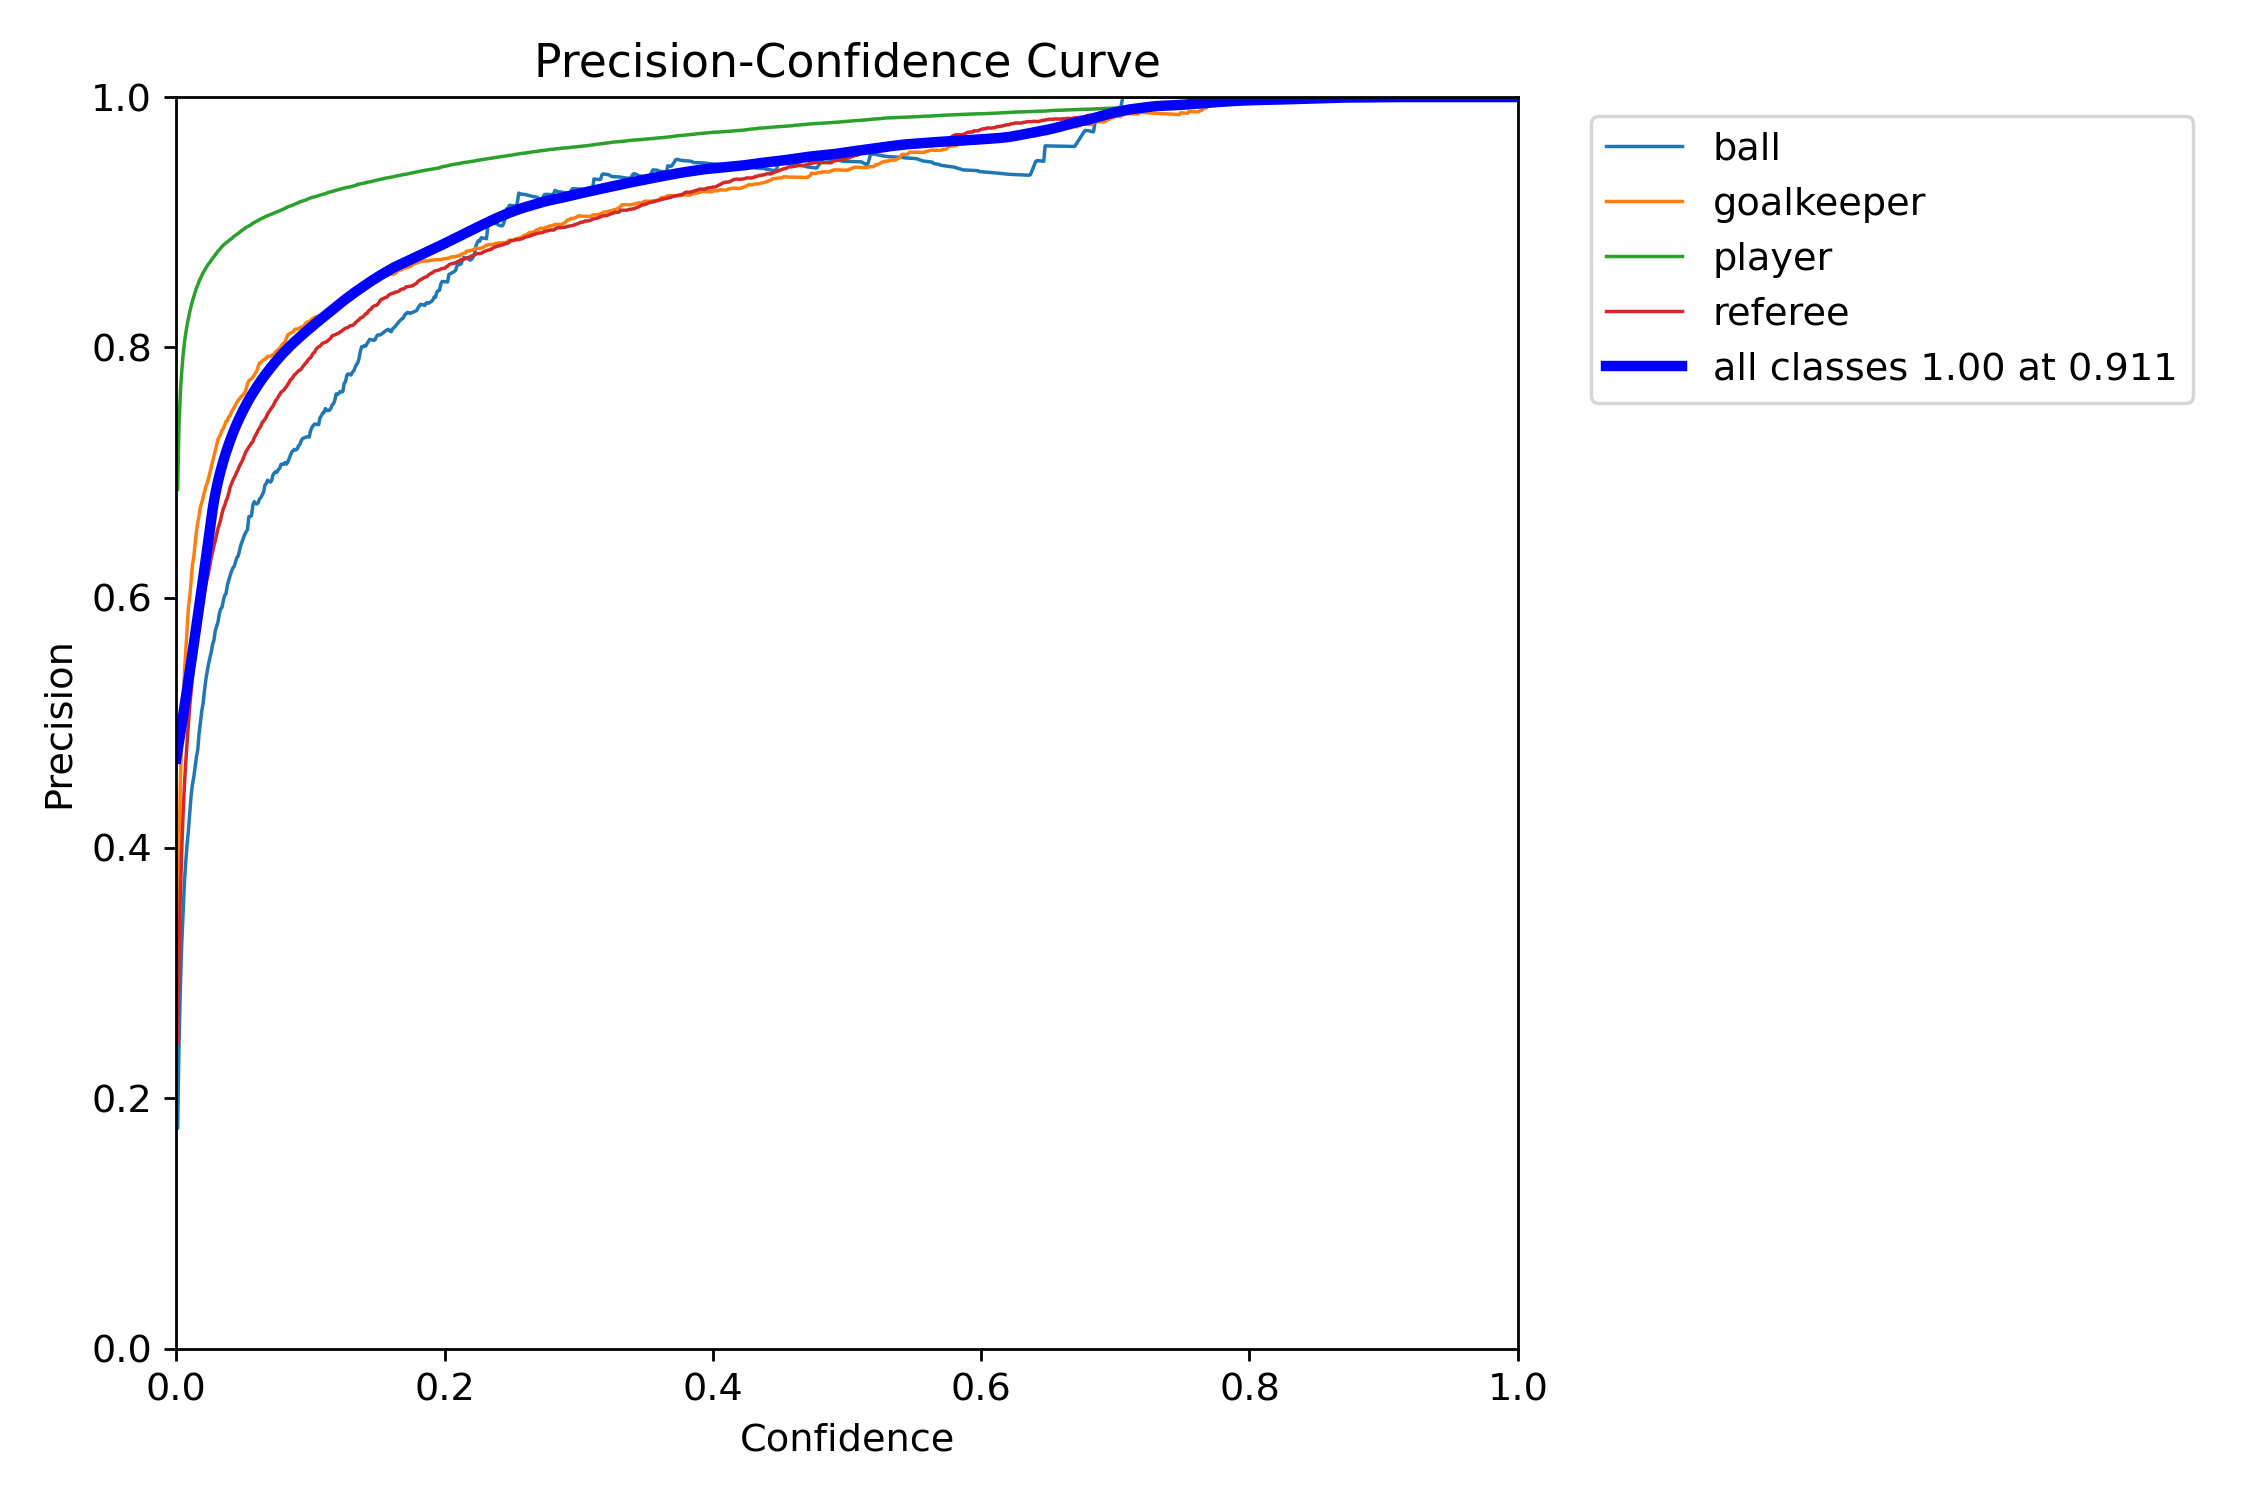 Precision-Confidence Curve
1.0
0.8
0.6
0.4
0.2
0.0
Precision
0.0 0.2 0.4 0.6 0.8 1.0
Confidence
ball
goalkeeper
player
referee
all classes 1.00 at 0.911